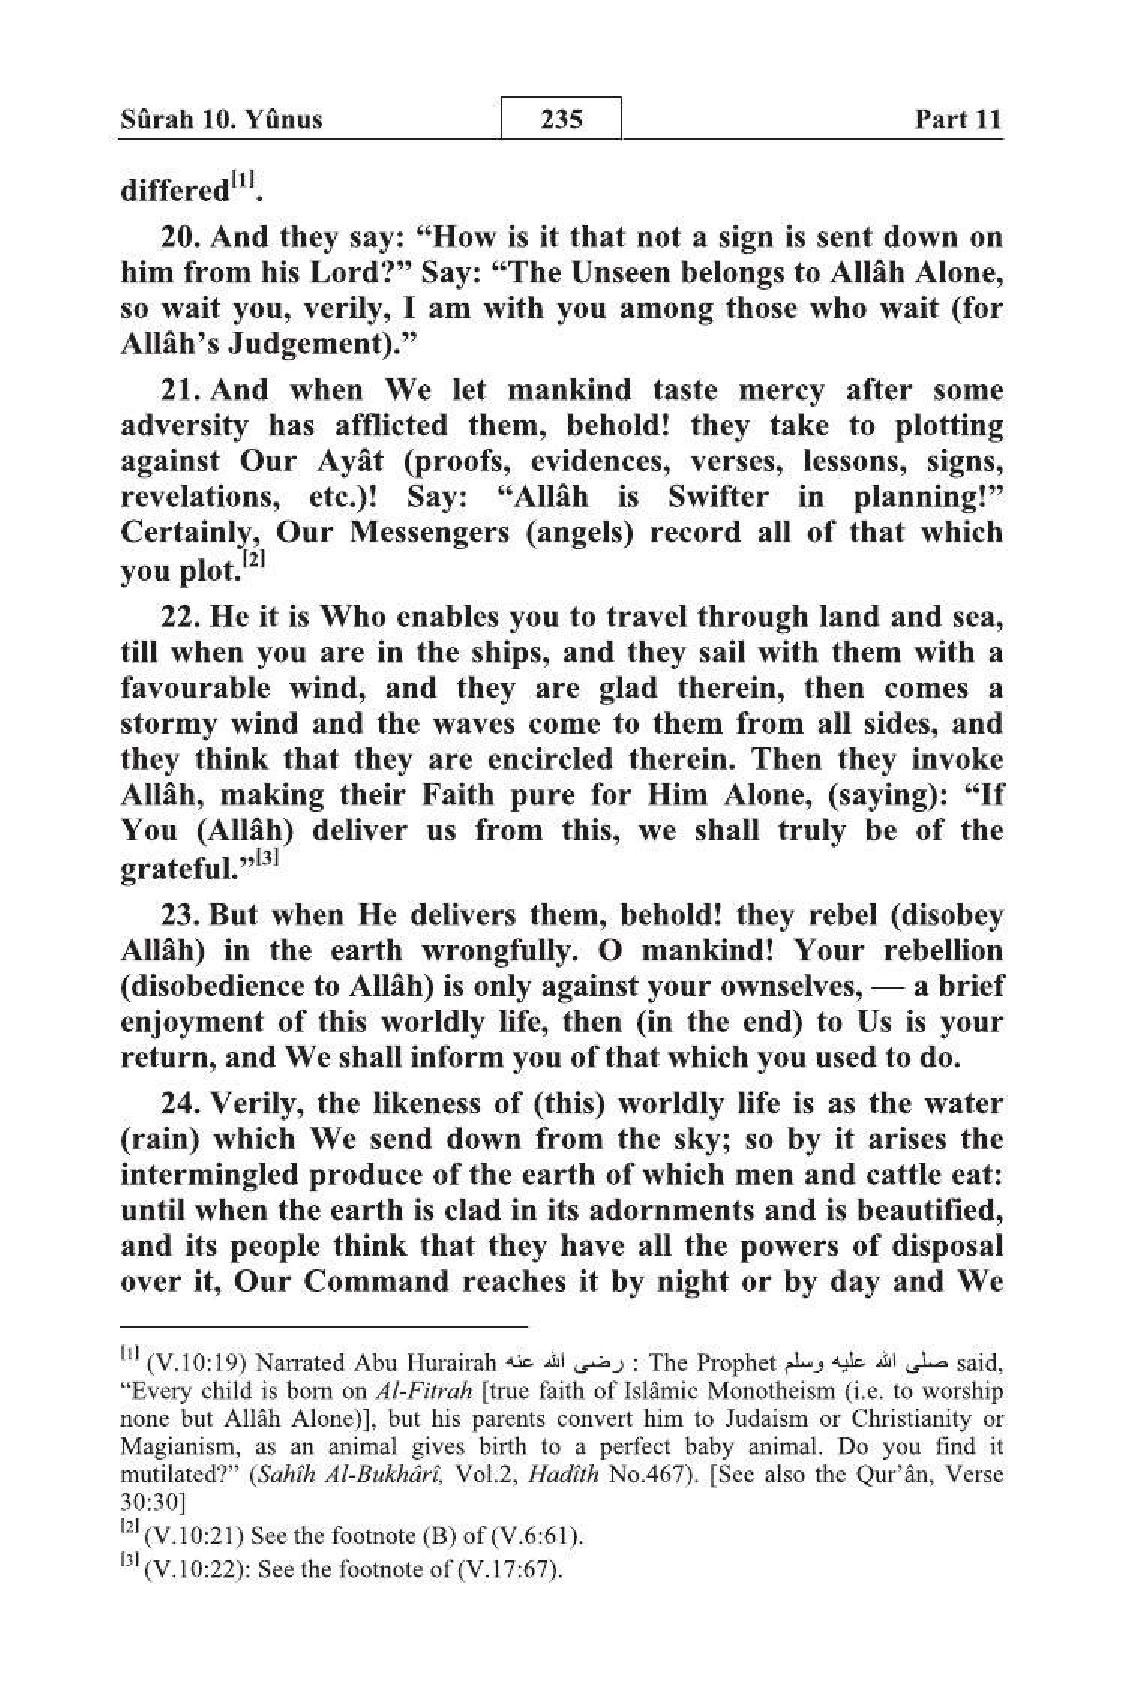 Sûrah 10. Yûnus 235 Part 11
differed[1].
20. And they say: “How is it that not a sign is sent down on
him from his Lord?” Say: “The Unseen belongs to Allâh Alone,
so wait you, verily, I am with you among those who wait (for
Allâh’s Judgement).”
21. And when We let mankind taste mercy after some
adversity has afflicted them, behold! they take to plotting
against Our Ayât (proofs, evidences, verses, lessons, signs,
revelations, etc.)! Say: “Allâh is Swifter in planning!”
Certainly, Our Messengers (angels) record all of that which
you plot.[2]
22. He it is Who enables you to travel through land and sea,
till when you are in the ships, and they sail with them with a
favourable wind, and they are glad therein, then comes a
stormy wind and the waves come to them from all sides, and
they think that they are encircled therein. Then they invoke
Allâh, making their Faith pure for Him Alone, (saying): “If
You (Allâh) deliver us from this, we shall truly be of the
grateful.”[3]
23. But when He delivers them, behold! they rebel (disobey
Allâh) in the earth wrongfully. O mankind! Your rebellion
(disobedience to Allâh) is only against your ownselves, — a brief
enjoyment of this worldly life, then (in the end) to Us is your
return, and We shall inform you of that which you used to do.
24. Verily, the likeness of (this) worldly life is as the water
(rain) which We send down from the sky; so by it arises the
intermingled produce of the earth of which men and cattle eat:
until when the earth is clad in its adornments and is beautified,
and its people think that they have all the powers of disposal
over it, Our Command reaches it by night or by day and We
[1] (V.10:19) Narrated Abu Hurairah رضى الله عنه : The Prophet صلى الله عليه وسلم said,
“Every child is born on Al-Fitrah [true faith of Islâmic Monotheism (i.e. to worship
none but Allâh Alone)], but his parents convert him to Judaism or Christianity or
Magianism, as an animal gives birth to a perfect baby animal. Do you find it
mutilated?” (Sahîh Al-Bukhârî, Vol.2, Hadîth No.467). [See also the Qur’ân, Verse
30:30]
[2] (V.10:21) See the footnote (B) of (V.6:61).
[3] (V.10:22): See the footnote of (V.17:67).